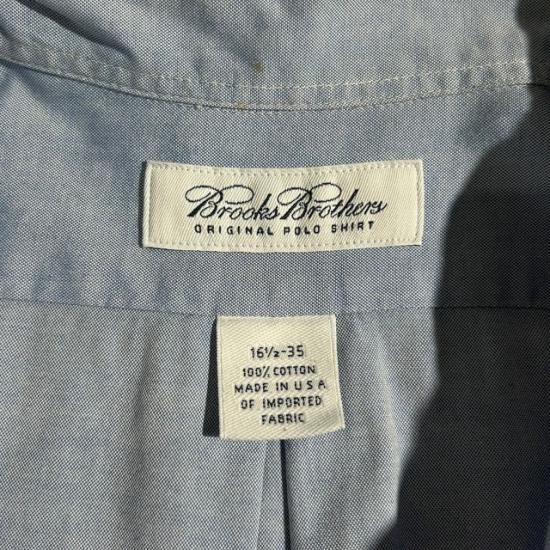 Brooks Brothers
ORIGINAL POLO SHIRT
16½-35
100% COTTON
MADE IN U S A
OF IMPORTED
FABRIC